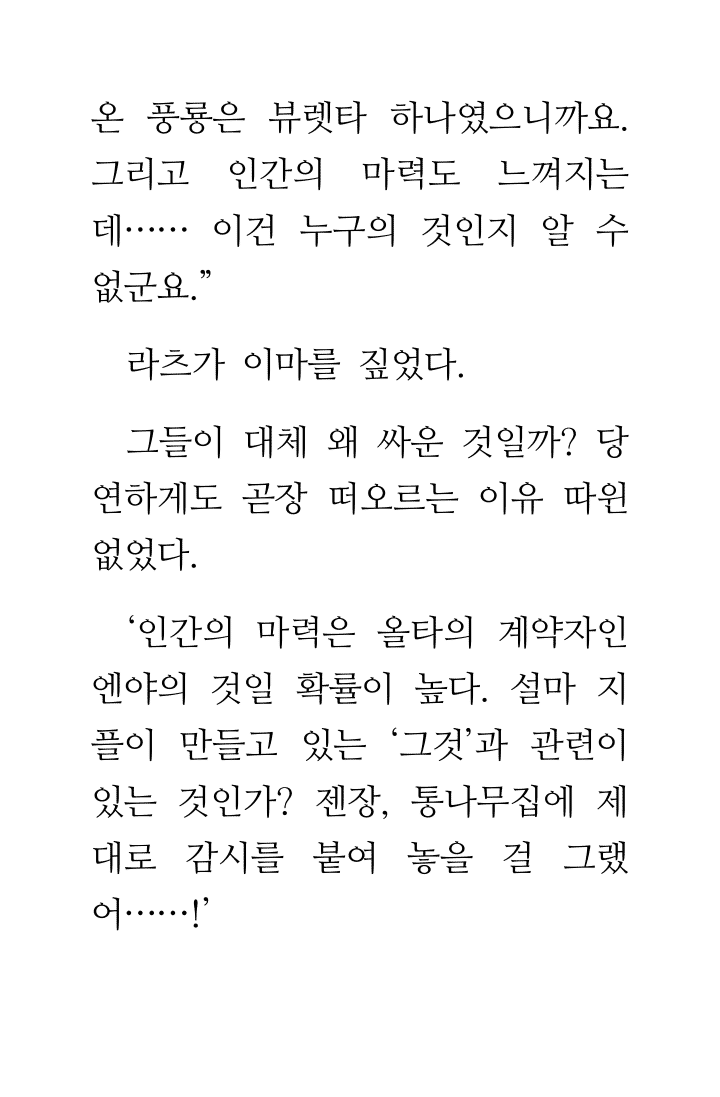 온 풍룡은 뷰렛타 하나였으니까요.
그리고 인간의 마력도 느껴지는
데…… 이건 누구의 것인지 알 수
없군요.”
라츠가 이마를 짚었다.
그들이 대체 왜 싸운 것일까? 당
연하게도 곧장 떠오르는 이유 따윈
없었다.
‘인간의 마력은 올타의 계약자인
엔야의 것일 확률이 높다. 설마 지
플이 만들고 있는 ‘그것’과 관련이
있는 것인가? 젠장, 통나무집에 제
대로 감시를 붙여 놓을 걸 그랬
어……!’